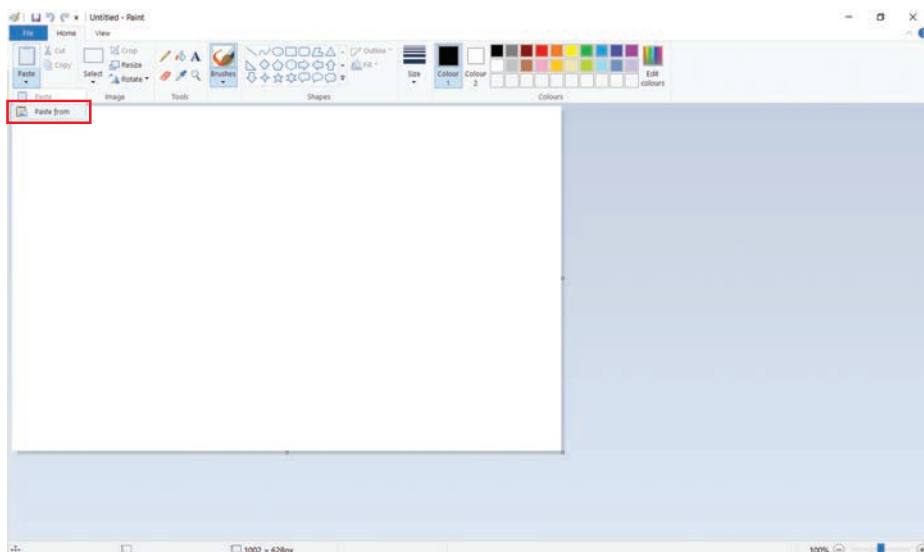 Untitled - Paint
File Home View
Paste
Cut
Copy
Select
Crop
Resize
Rotate
Brushes
Outline
Fill
Size
Colour 1
Colour 2
Edit colours
Paste Image Tools Shapes Colours
Paste from
1002 × 628px 100%